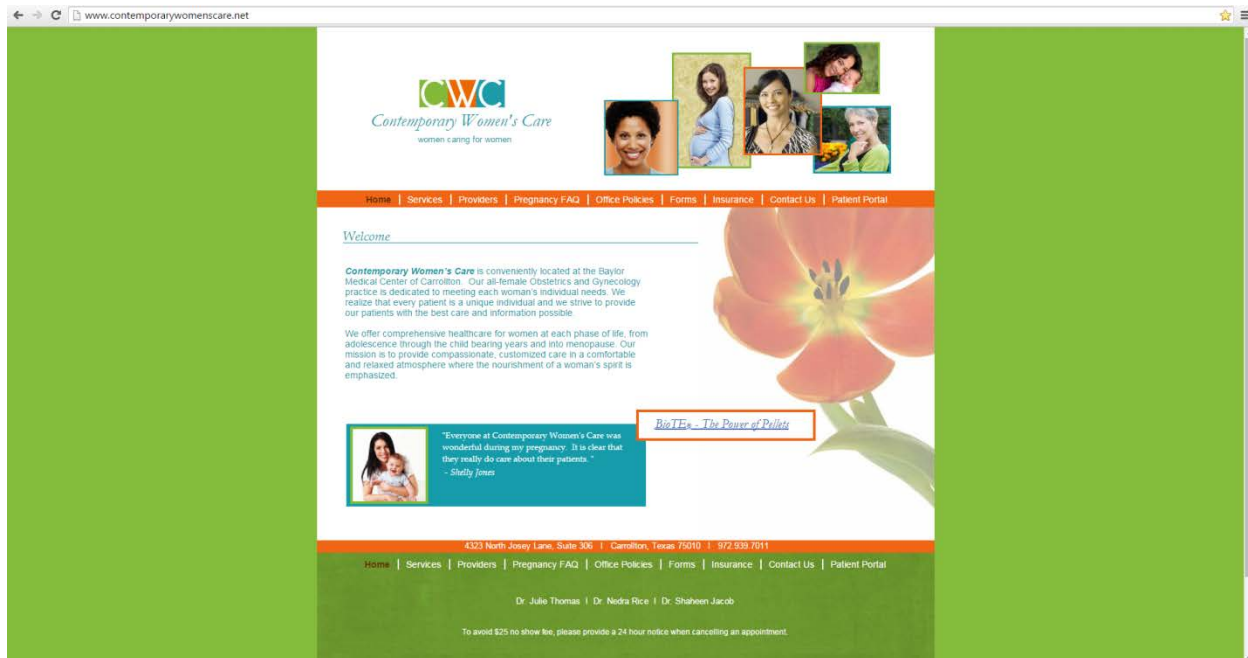 www.contemporarywomenscare.net
CWC
Contemporary Women's Care
women caring for women
Home | Services | Providers | Pregnancy FAQ | Office Policies | Forms | Insurance | Contact Us | Patient Portal
Welcome
Contemporary Women's Care is conveniently located at the Baylor
Medical Center of Carrollton. Our all-female Obstetrics and Gynecology
practice is dedicated to meeting each woman's individual needs. We
realize that every patient is a unique individual and we strive to provide
our patients with the best care and information possible.
We offer comprehensive healthcare for women at each phase of life, from
adolescence through the child bearing years and into menopause. Our
mission is to provide compassionate, customized care in a comfortable
and relaxed atmosphere where the nourishment of a woman's spirit is
emphasized.
BioTE® - The Power of Pellets
"Everyone at Contemporary Women's Care was
wonderful during my pregnancy. It is clear that
they really do care about their patients. "
- Shelly Jones
4323 North Josey Lane, Suite 306 | Carrollton, Texas 75010 | 972.939.7011
Home | Services | Providers | Pregnancy FAQ | Office Policies | Forms | Insurance | Contact Us | Patient Portal
Dr. Julie Thomas | Dr. Nedra Rice | Dr. Shaheen Jacob
To avoid $25 no show fee, please provide a 24 hour notice when cancelling an appointment.